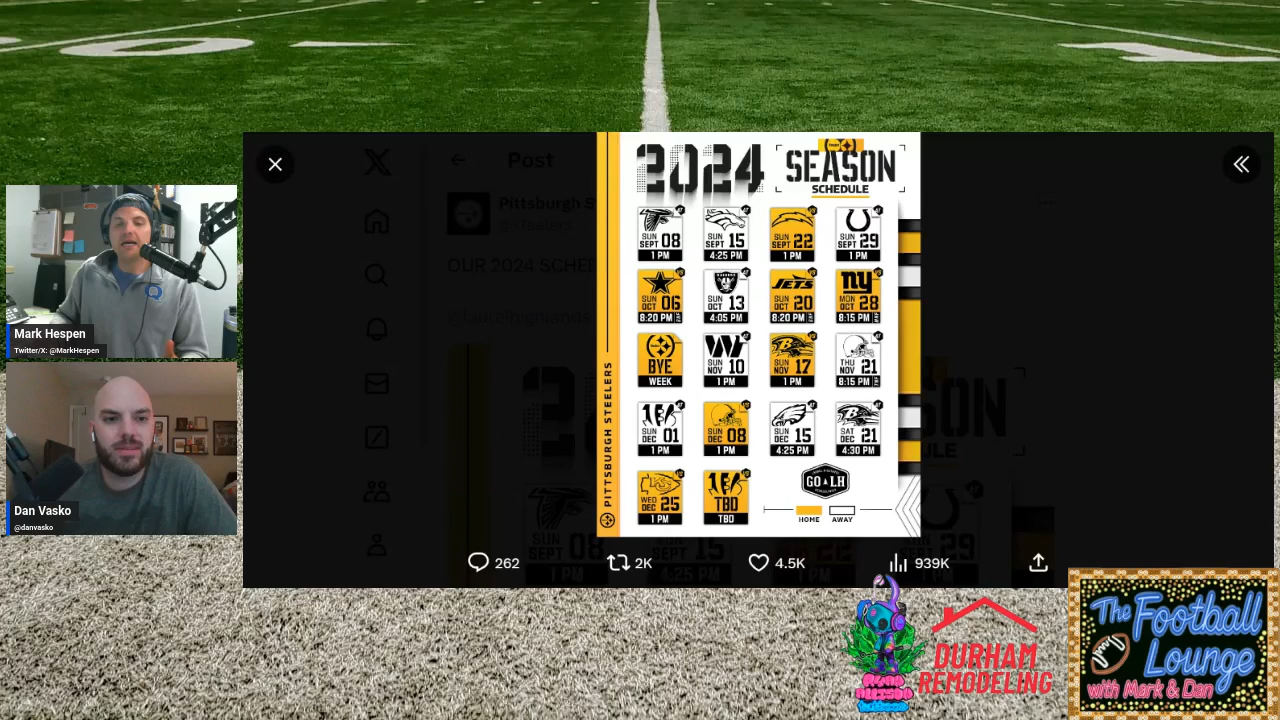 Post
Pittsburgh S
OUR 2024 SCHE
2024 SEASON
SCHEDULE
SUN
SEPT 08
1 PM
SUN
SEPT 15
4:25 PM
SUN
SEPT 22
1 PM
SUN
SEPT 29
1 PM
SUN
OCT 06
8:20 PM
SUN
OCT 13
4:05 PM
JETS
SUN
OCT 20
8:20 PM
ny
MON
OCT 28
8:15 PM
BYE
WEEK
W
SUN
NOV 10
1 PM
SUN
NOV 17
1 PM
THU
NOV 21
8:15 PM
SUN
DEC 01
1 PM
SUN
DEC 08
1 PM
SUN
DEC 15
4:25 PM
SAT
DEC 21
4:30 PM
WED
DEC 25
1 PM
TBD
TBD
GO LH
HOME
AWAY
PITTSBURGH STEELERS
262
2K
4.5K
939K
Mark Hespen
Twitter/X: @MarkHespen
Dan Vasko
@danvasko
DURHAM
REMODELING
The
Football
Lounge
with Mark & Dan